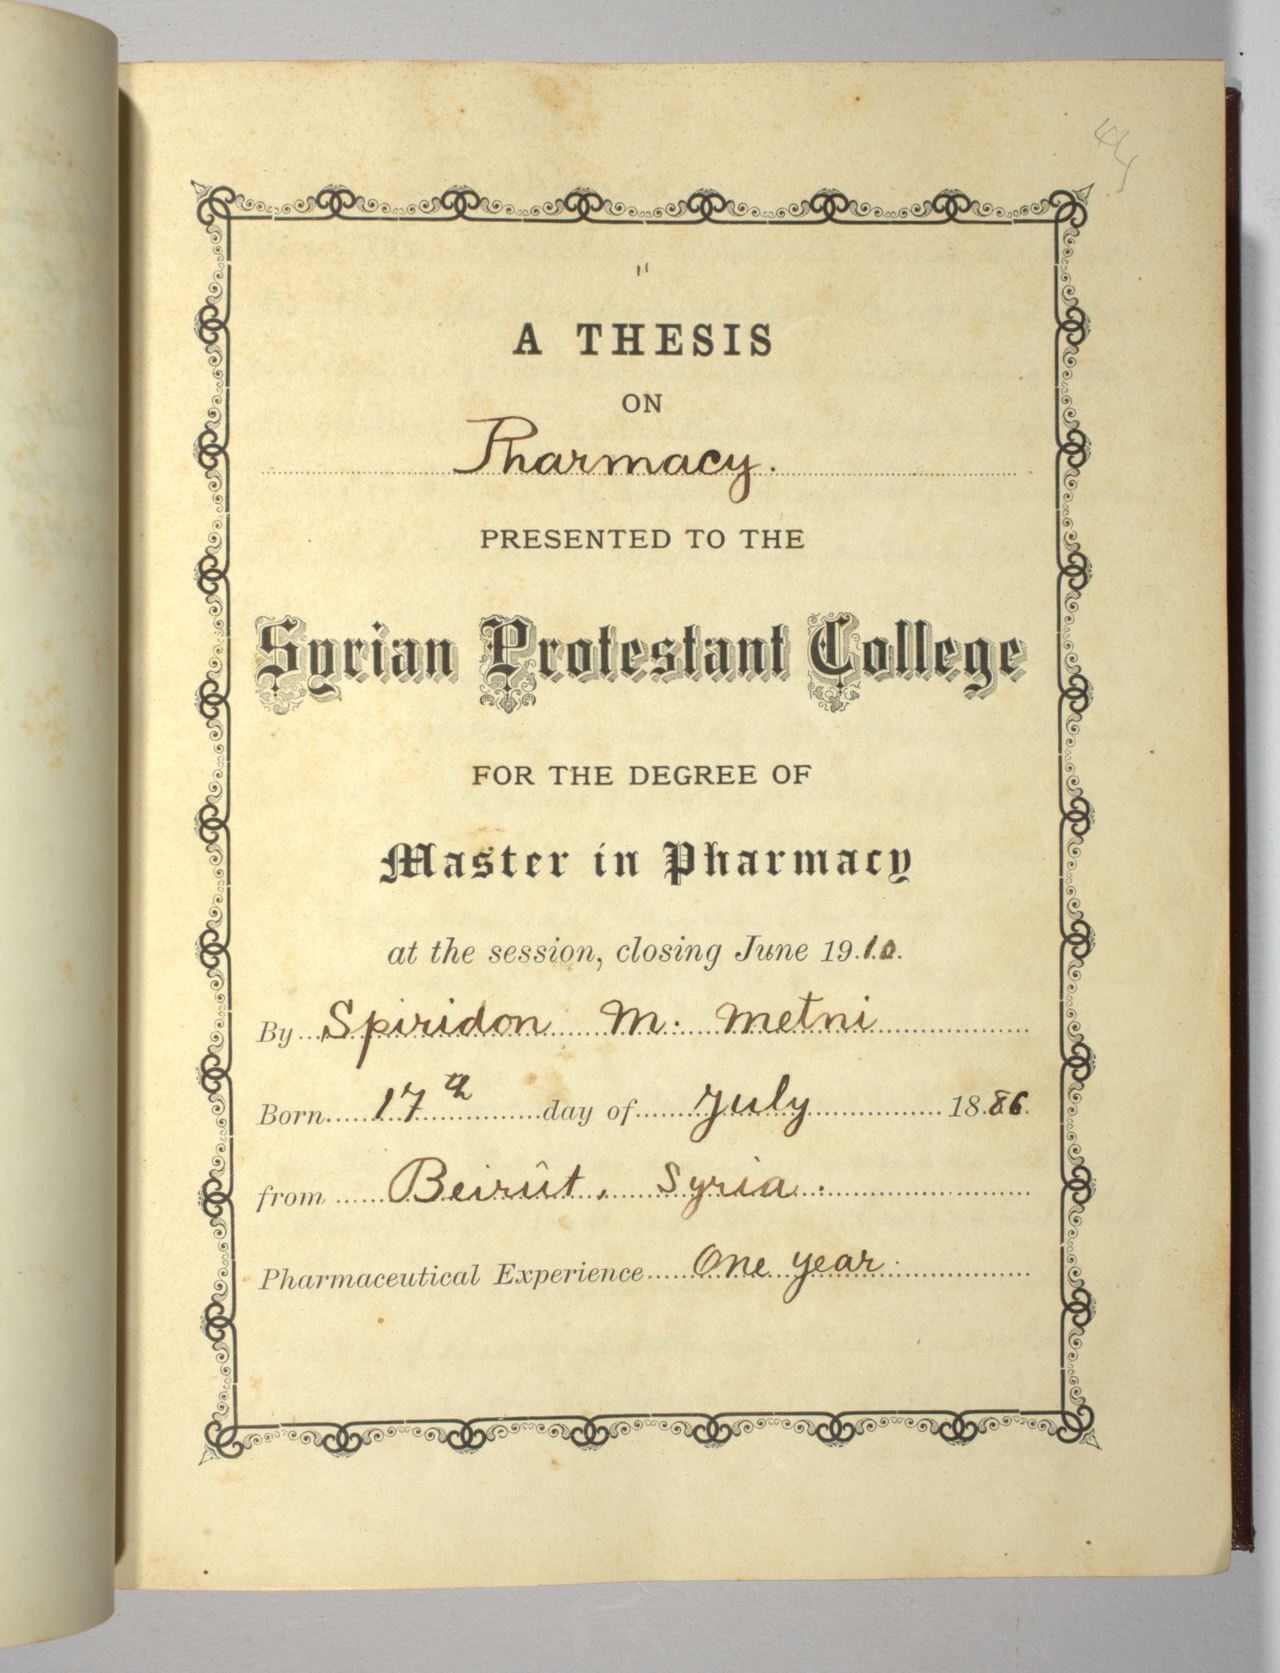 "
A THESIS
ON
Pharmacy.
PRESENTED TO THE
Syrian Protestant College
FOR THE DEGREE OF
Master in Pharmacy
at the session, closing June 1910.
By Spiridon M. Metni
Born 17th day of July 1886.
from Beirût, Syria.
Pharmaceutical Experience One year.